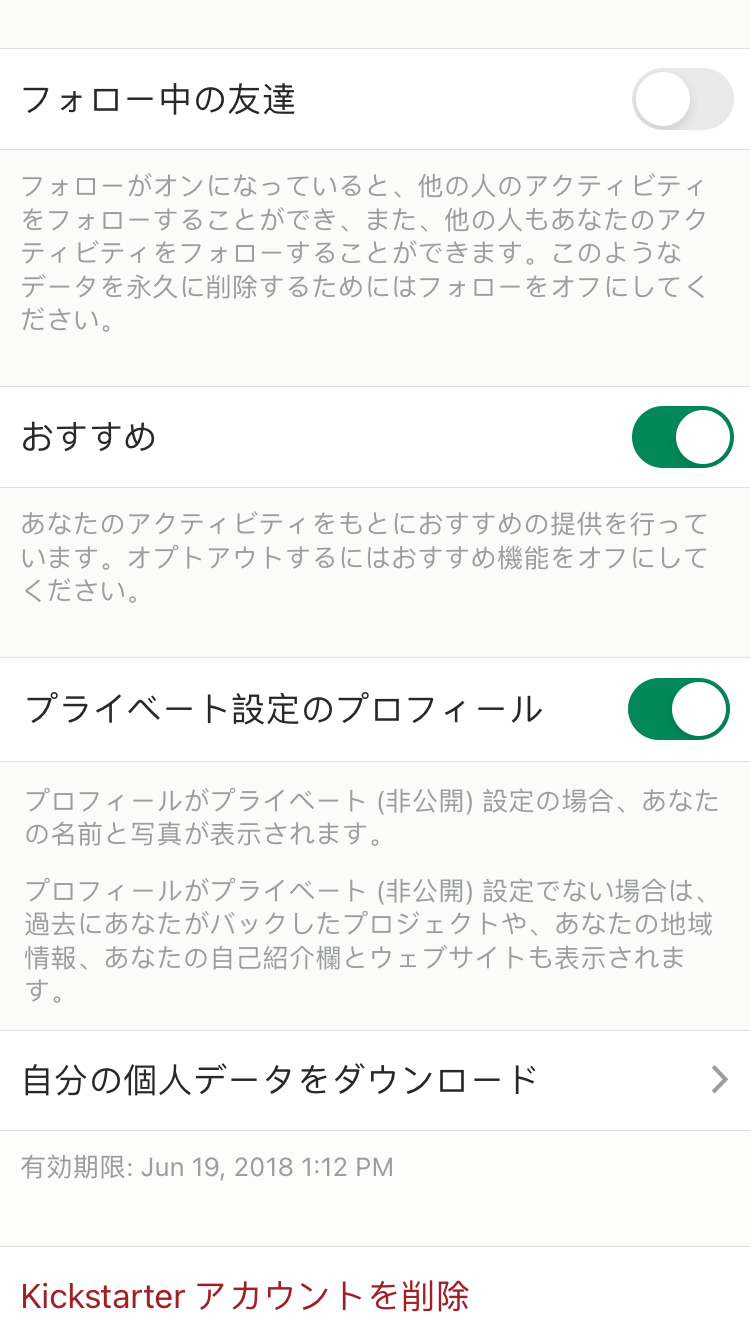 フォロー中の友達
フォローがオンになっていると、他の人のアクティビティ
をフォローすることができ、また、他の人もあなたのアク
ティビティをフォローすることができます。このような
データを永久に削除するためにはフォローをオフにしてく
ださい。
おすすめ
あなたのアクティビティをもとにおすすめの提供を行って
います。オプトアウトするにはおすすめ機能をオフにして
ください。
プライベート設定のプロフィール
プロフィールがプライベート (非公開) 設定の場合、あなた
の名前と写真が表示されます。
プロフィールがプライベート (非公開) 設定でない場合は、
過去にあなたがバックしたプロジェクトや、あなたの地域
情報、あなたの自己紹介欄とウェブサイトも表示されま
す。
自分の個人データをダウンロード
有効期限: Jun 19, 2018 1:12 PM
Kickstarter アカウントを削除